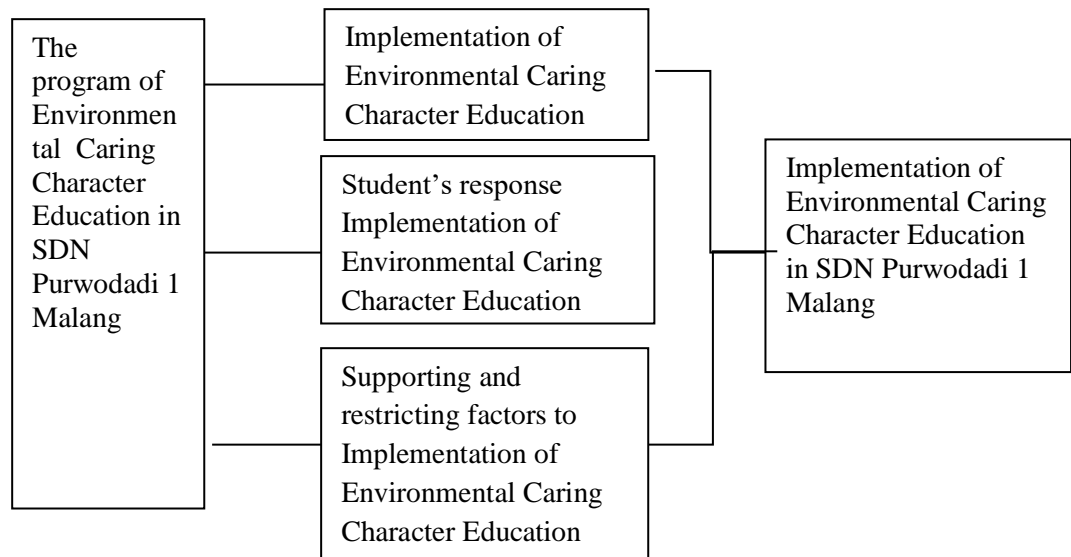 The
program of
Environmen
tal Caring
Character
Education in
SDN
Purwodadi 1
Malang
Implementation of
Environmental Caring
Character Education
Student’s response
Implementation of
Environmental Caring
Character Education
Supporting and
restricting factors to
Implementation of
Environmental Caring
Character Education
Implementation of
Environmental Caring
Character Education
in SDN Purwodadi 1
Malang